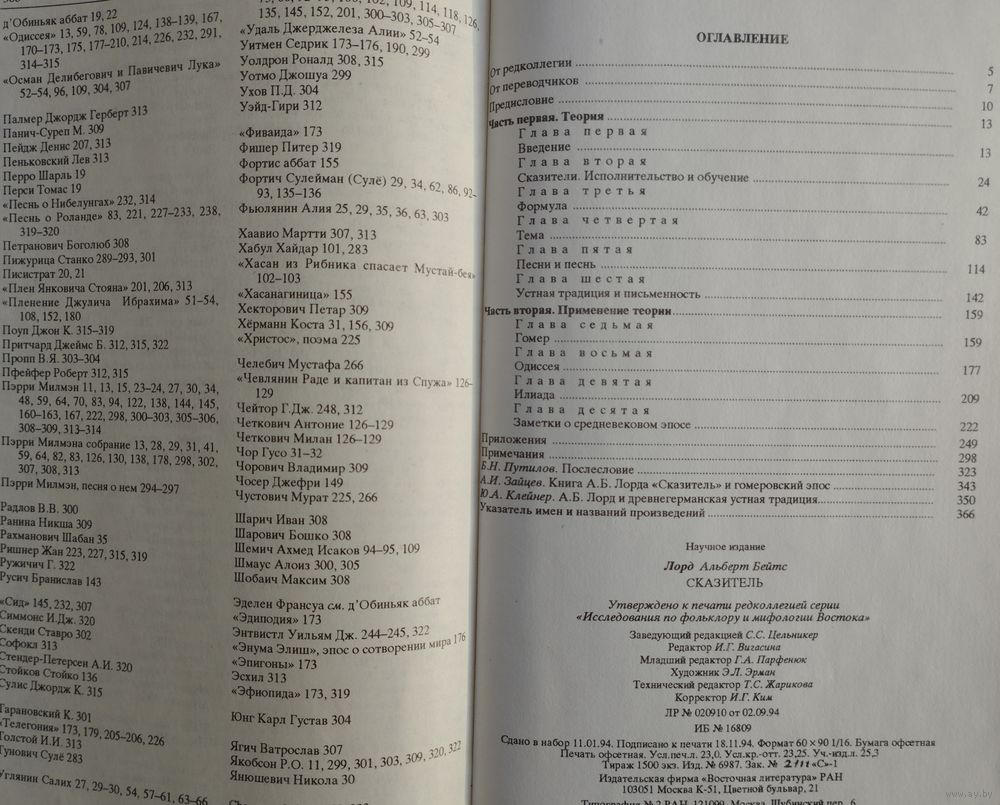 д'Обиньяк аббат 19, 22
«Одиссея» 13, 59, 78, 109, 124, 138–139, 167,
170–173, 175, 177–210, 214, 226, 232, 291,
314–315
«Осман Делибегович и Павичевич Лука»
52–54, 96, 109, 304, 307
Палмер Джордж Герберт 313
Панич-Суреп М. 309
Пейдж Денис 207, 313
Пеньковский Лев 313
Перро Шарль 19
Перси Томас 19
«Песнь о Нибелунгах» 232, 314
«Песнь о Роланде» 83, 221, 227–233, 238,
319–320
Петранович Боголюб 308
Пижурица Станко 289–293, 301
Писистрат 20, 21
«Плен Янковича Стояна» 201, 206, 313
«Пленение Джулича Ибрахима» 51–54,
108, 152, 180
Поуп Джон К. 315–319
Притчард Джеймс Б. 312, 315, 322
Пропп В.Я. 303–304
Пфейфер Роберт 312, 315
Пэрри Милмэн 11, 13, 15, 23–24, 27, 30, 34,
48, 59, 64, 70, 83, 94, 122, 138, 144, 145,
160–163, 167, 222, 298, 300–303, 305–306,
308–309, 313–314
Пэрри Милмэна собрание 13, 28, 29, 31, 41,
59, 64, 82, 83, 126, 130, 138, 178, 298, 302,
307, 308, 313
Пэрри Милмэн, песня о нем 294–297
Радлов В.В. 300
Ранина Никша 309
Рахманович Шабан 35
Ришнер Жан 223, 227, 315, 319
Ружичич Г. 322
Русич Бранислав 143
«Сид» 145, 232, 307
Симмонс И.Дж. 320
Скенди Ставро 302
Софокл 313
Стендер-Петерсен А.И. 320
Стойков Стойко 136
Сулис Джордж К. 315
Тарановский К. 301
«Телегония» 173, 179, 205–206, 226
Толстой И.И. 313
Тунович Суле 283
Углянин Салих 27, 29–30, 54, 57–61, 63–66
135, 145, 152, 201, 300–303, 305–307
«Удаль Джерджелеза Алии» 52–54
Уитмен Седрик 173–176, 190, 299
Уолдрон Роналд 308, 315
Уотмо Джошуа 299
Ухов П.Д. 304
Уэйд-Гири 312
«Фиваида» 173
Фишер Питер 319
Фортис аббат 155
Фортич Сулейман (Сулё) 29, 34, 62, 86, 92–
93, 135–136
Фьюлянин Алия 25, 29, 35, 36, 63, 303
Хаавио Мартти 307, 313
Хабул Хайдар 101, 283
«Хасан из Рибника спасает Мустай-бея»
102–103
«Хасанагиница» 155
Хекторович Петар 309
Хёрманн Коста 31, 156, 309
«Христос», поэма 225
Челебич Мустафа 266
«Чевлянин Раде и капитан из Спужа» 126–
129
Чейтор Г.Дж. 248, 312
Четкович Антоние 126–129
Четкович Милан 126–129
Чор Гусо 31–32
Чорович Владимир 309
Чосер Джефри 149
Чустович Мурат 225, 266
Шарич Иван 308
Шарович Бошко 308
Шемич Ахмед Исаков 94–95, 109
Шмаус Алоиз 300, 305
Шобаич Максим 308
Эделен Франсуа см. д'Обиньяк аббат
«Эдиподия» 173
Энтвистл Уильям Дж. 244–245, 322
«Энума Элиш», эпос о сотворении мира 176
«Эпигоны» 173
Эсхил 313
«Эфиопида» 173, 319
Юнг Карл Густав 304
Ягич Ватрослав 307
Якобсон Р.О. 11, 299, 301, 303, 309, 320, 322
Янюшевич Никола 30
ОГЛАВЛЕНИЕ
От редколлегии 5
От переводчиков 7
Предисловие 10
Часть первая. Теория 13
Глава первая
Введение 13
Глава вторая
Сказители. Исполнительство и обучение 24
Глава третья
Формула 42
Глава четвертая
Тема 83
Глава пятая
Песни и песнь 114
Глава шестая
Устная традиция и письменность 142
Часть вторая. Применение теории 159
Глава седьмая
Гомер 159
Глава восьмая
Одиссея 177
Глава девятая
Илиада 209
Глава десятая
Заметки о средневековом эпосе 222
Приложения 249
Примечания 298
Б.Н. Путилов. Послесловие 323
А.И. Зайцев. Книга А.Б. Лорда «Сказитель» и гомеровский эпос 343
Ю.А. Клейнер. А.Б. Лорд и древнегерманская устная традиция 350
Указатель имен и названий произведений 366
Научное издание
Лорд Альберт Бейтс
СКАЗИТЕЛЬ
Утверждено к печати редколлегией серии
«Исследования по фольклору и мифологии Востока»
Заведующий редакцией С.С. Цельникер
Редактор И.Г. Вигасина
Младший редактор Г.А. Парфенюк
Художник Э.Л. Эрман
Технический редактор Т.С. Жарикова
Корректор И.Г. Ким
ЛР № 020910 от 02.09.94
ИБ № 16809
Сдано в набор 11.01.94. Подписано к печати 18.11.94. Формат 60 × 90 1/16. Бумага офсетная
Печать офсетная. Усл.печ.л. 23,0. Усл.кр.-отт. 23,25. Уч.-изд.л. 25,3
Тираж 1500 экз. Изд. № 6987. Зак. № «С»-1
Издательская фирма «Восточная литература» РАН
103051 Москва К-51, Цветной бульвар, 21
Типография № 2 РАН, 121099, Москва, Шубинский пер. 6
www.ay.by